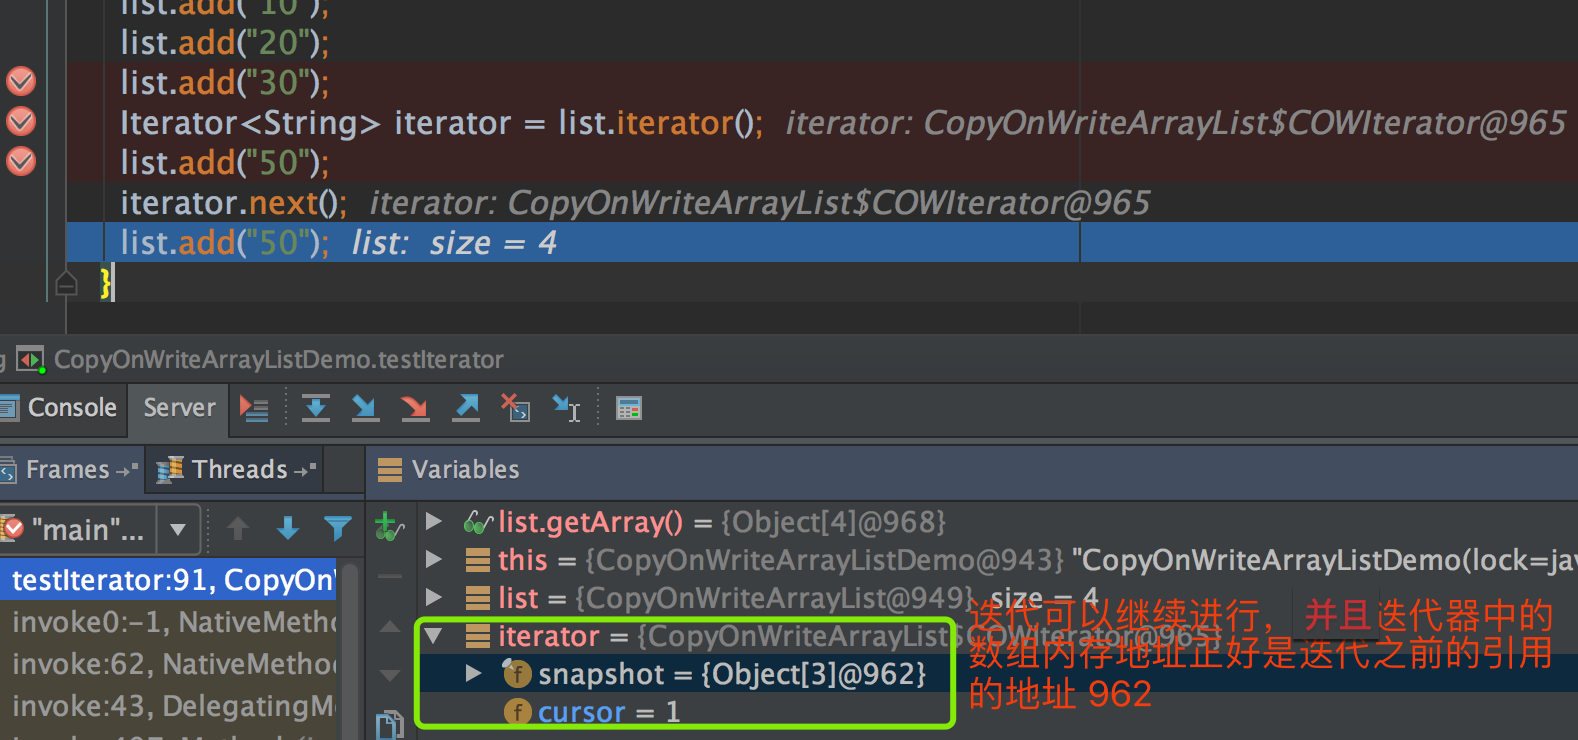 list.add("10");
list.add("20");
list.add("30");
Iterator<String> iterator = list.iterator(); iterator: CopyOnWriteArrayList$COWIterator@965
list.add("50");
iterator.next(); iterator: CopyOnWriteArrayList$COWIterator@965
list.add("50"); list: size = 4
}
g CopyOnWriteArrayListDemo.testIterator
Console Server
Frames Threads Variables
"main"...
list.getArray() = {Object[4]@968}
this = {CopyOnWriteArrayListDemo@943} "CopyOnWriteArrayListDemo(lock=jav
list = {CopyOnWriteArrayList@949} size = 4
iterator = {CopyOnWriteArrayList$COWIterator@965}
snapshot = {Object[3]@962}
cursor = 1
testIterator:91, CopyOn
invoke0:-1, NativeMetho
invoke:62, NativeMethod
invoke:43, DelegatingMe
迭代可以继续进行，并且迭代器中的
数组内存地址正好是迭代之前的引用
的地址 962